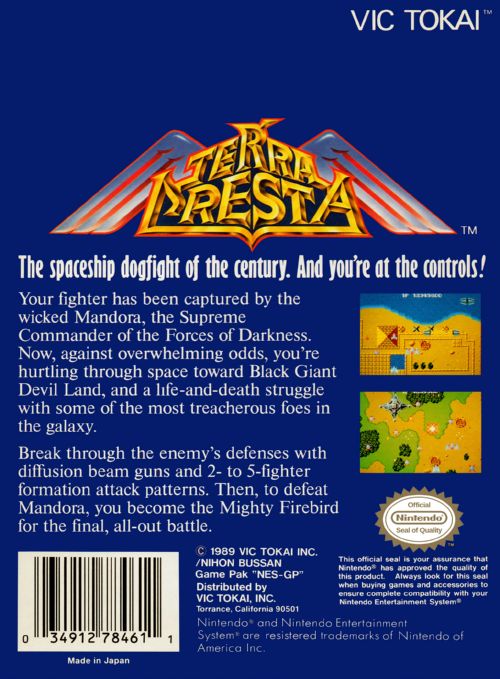 VIC TOKAI™
TERRA
CRESTA
TM
The spaceship dogfight of the century. And you're at the controls!
Your fighter has been captured by the
wicked Mandora, the Supreme
Commander of the Forces of Darkness.
Now, against overwhelming odds, you're
hurtling through space toward Black Giant
Devil Land, and a life-and-death struggle
with some of the most treacherous foes in
the galaxy.
Break through the enemy's defenses with
diffusion beam guns and 2- to 5-fighter
formation attack patterns. Then, to defeat
Mandora, you become the Mighty Firebird
for the final, all-out battle.
Official
Nintendo®
Seal of Quality
TM
This official seal is your assurance that
Nintendo® has approved the quality of
this product. Always look for this seal
when buying games and accessories to
ensure complete compatibility with your
Nintendo Entertainment System®
© 1989 VIC TOKAI INC.
/NIHON BUSSAN
Game Pak "NES-GP"
Distributed by
VIC TOKAI, INC.
Torrance, California 90501
Nintendo® and Nintendo Entertainment
System® are registered trademarks of Nintendo of
America Inc.
0 34912 78461 1
Made in Japan